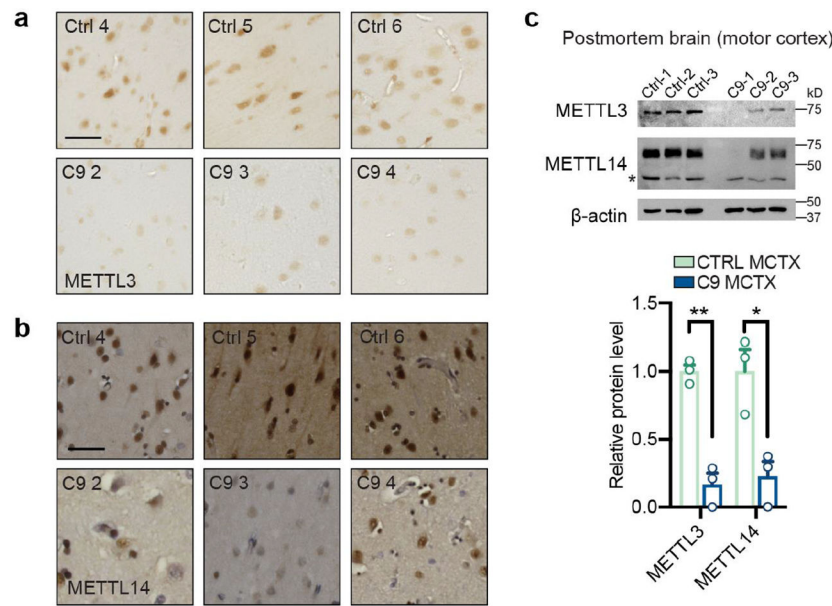 a
Ctrl 4
Ctrl 5
Ctrl 6
C9 2
C9 3
C9 4
METTL3
b
Ctrl 4
Ctrl 5
Ctrl 6
C9 2
C9 3
C9 4
METTL14
c
Postmortem brain (motor cortex)
Ctrl-1 Ctrl-2 Ctrl-3 C9-1 C9-2 C9-3 kD
METTL3 75
METTL14 75
50
*
β-actin 50
37
CTRL MCTX
C9 MCTX
Relative protein level
1.5
1.0
0.5
0.0
** *
METTL3 METTL14